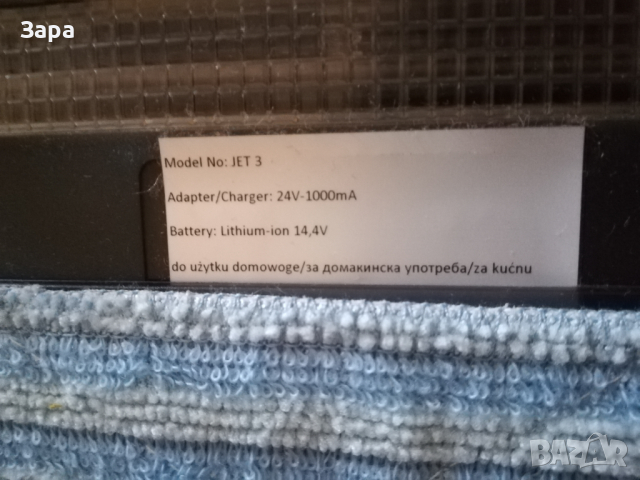 Зара
Model No: JET 3
Adapter/Charger: 24V-1000mA
Battery: Lithium-ion 14,4V
do użytku domowoge/за домакинска употреба/za kućnu
BAZAR